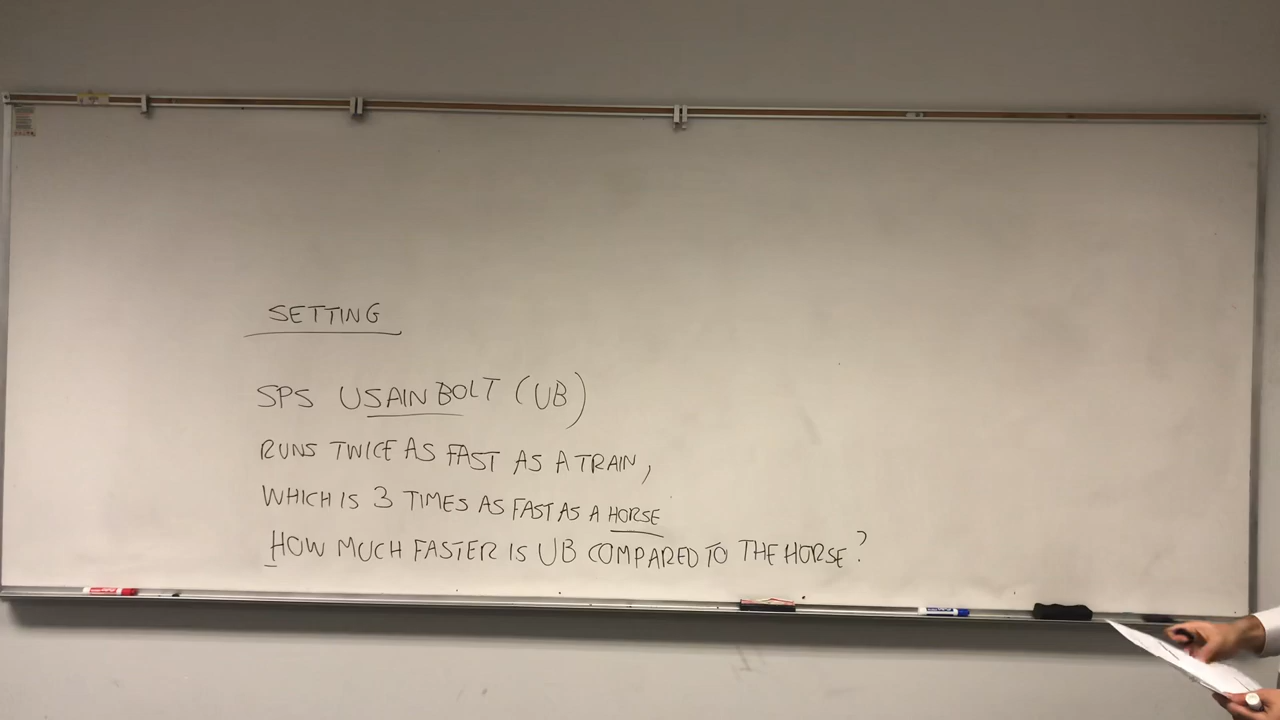 SETTING
SPS USAIN BOLT (UB)
RUNS TWICE AS FAST AS A TRAIN,
WHICH IS 3 TIMES AS FAST AS A HORSE
HOW MUCH FASTER IS UB COMPARED TO THE HORSE?